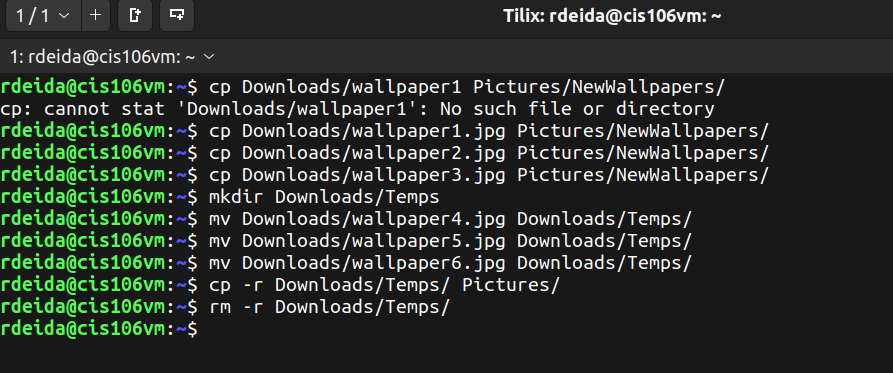 1 / 1
Tilix: rdeida@cis106vm: ~
1: rdeida@cis106vm: ~
rdeida@cis106vm:~$ cp Downloads/wallpaper1 Pictures/NewWallpapers/
cp: cannot stat 'Downloads/wallpaper1': No such file or directory
rdeida@cis106vm:~$ cp Downloads/wallpaper1.jpg Pictures/NewWallpapers/
rdeida@cis106vm:~$ cp Downloads/wallpaper2.jpg Pictures/NewWallpapers/
rdeida@cis106vm:~$ cp Downloads/wallpaper3.jpg Pictures/NewWallpapers/
rdeida@cis106vm:~$ mkdir Downloads/Temps
rdeida@cis106vm:~$ mv Downloads/wallpaper4.jpg Downloads/Temps/
rdeida@cis106vm:~$ mv Downloads/wallpaper5.jpg Downloads/Temps/
rdeida@cis106vm:~$ mv Downloads/wallpaper6.jpg Downloads/Temps/
rdeida@cis106vm:~$ cp -r Downloads/Temps/ Pictures/
rdeida@cis106vm:~$ rm -r Downloads/Temps/
rdeida@cis106vm:~$